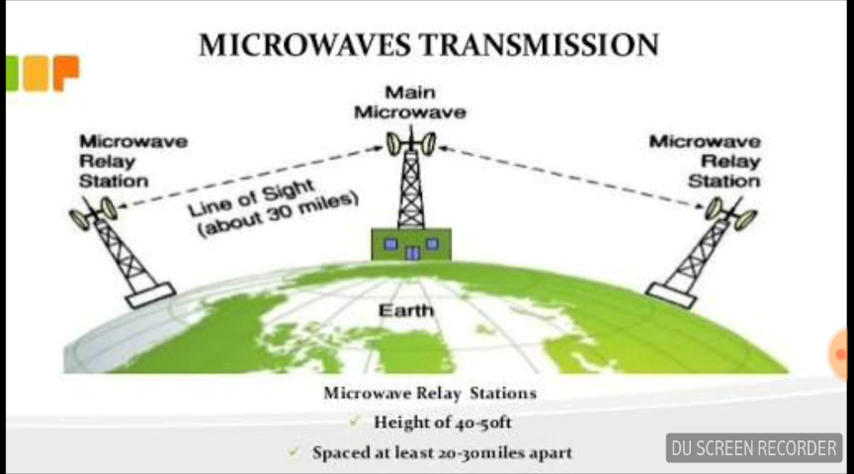 MICROWAVES TRANSMISSION
Main
Microwave
Microwave
Relay
Station
Microwave
Relay
Station
Line of Sight
(about 30 miles)
Earth
Microwave Relay Stations
Height of 40-50ft
Spaced at least 20-30miles apart
DU SCREEN RECORDER